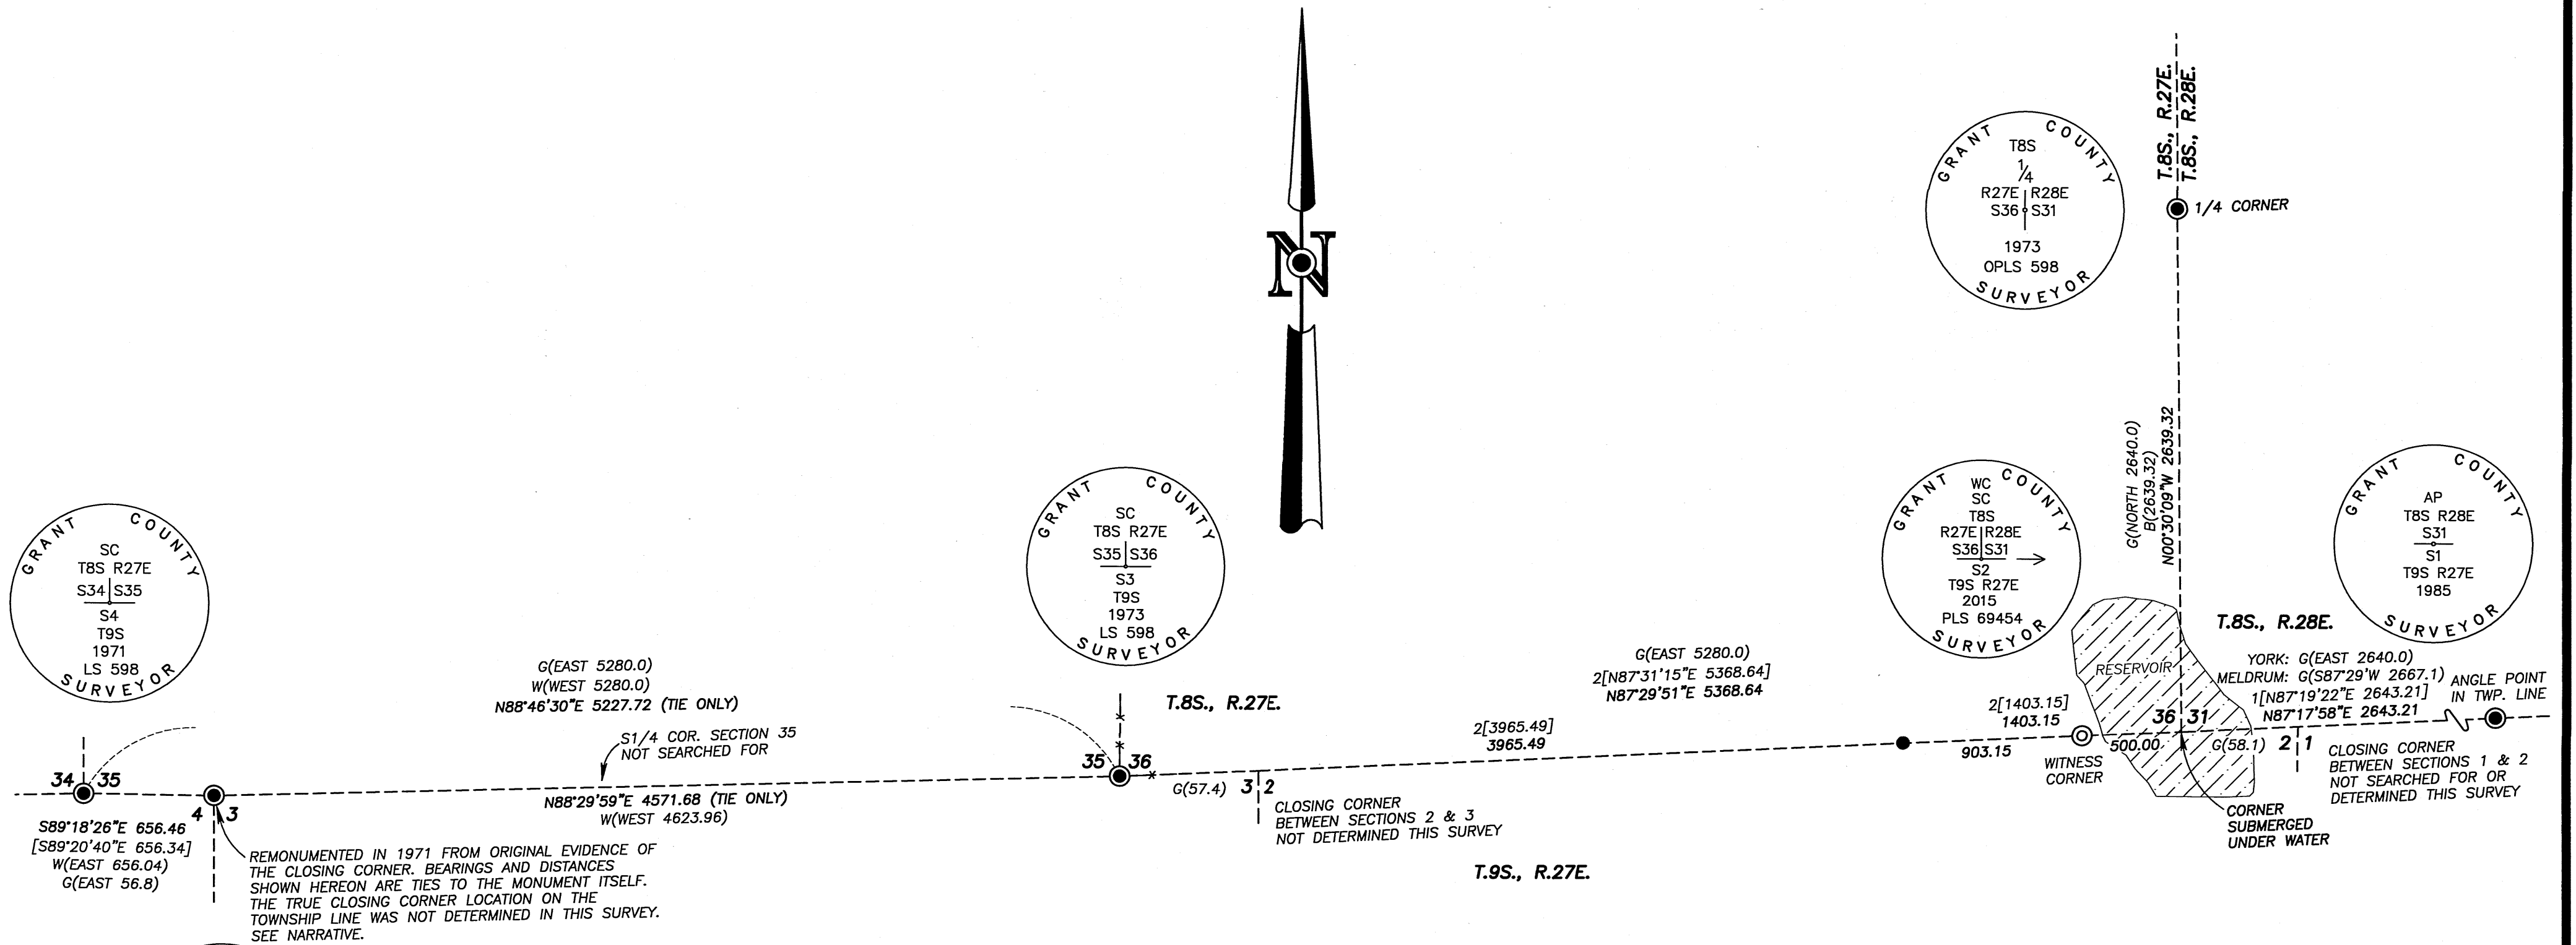 N
T.8S., R.27E.
T.8S., R.28E.
GRANT COUNTY
T8S
1/4
R27E R28E
S36 S31
1973
OPLS 598
SURVEYOR
1/4 CORNER
G(NORTH 2640.0)
B(2639.32)
N00°30'09"W 2639.32
GRANT COUNTY
SC
T8S R27E
S34 S35
S4
T9S
1971
LS 598
SURVEYOR
GRANT COUNTY
SC
T8S R27E
S35 S36
S3
T9S
1973
LS 598
SURVEYOR
GRANT COUNTY
WC
SC
T8S
R27E R28E
S36 S31
S2
T9S R27E
2015
PLS 69454
SURVEYOR
GRANT COUNTY
AP
T8S R28E
S31
S1
T9S R27E
1985
SURVEYOR
G(EAST 5280.0)
W(WEST 5280.0)
N88°46'30"E 5227.72 (TIE ONLY)
S1/4 COR. SECTION 35
NOT SEARCHED FOR
T.8S., R.27E.
G(EAST 5280.0)
2[N87°31'15"E 5368.64]
N87°29'51"E 5368.64
T.8S., R.28E.
YORK: G(EAST 2640.0)
MELDRUM: G(S87°29'W 2667.1)
1[N87°19'22"E 2643.21]
N87°17'58"E 2643.21
ANGLE POINT
IN TWP. LINE
RESERVOIR
34 35
4 3
35 36
3 2
36 31
2 1
2[3965.49]
3965.49
2[1403.15]
1403.15
903.15
500.00
G(58.1)
G(57.4)
WITNESS
CORNER
N88°29'59"E 4571.68 (TIE ONLY)
W(WEST 4623.96)
S89°18'26"E 656.46
[S89°20'40"E 656.34]
W(EAST 656.04)
G(EAST 56.8)
REMONUMENTED IN 1971 FROM ORIGINAL EVIDENCE OF
THE CLOSING CORNER. BEARINGS AND DISTANCES
SHOWN HEREON ARE TIES TO THE MONUMENT ITSELF.
THE TRUE CLOSING CORNER LOCATION ON THE
TOWNSHIP LINE WAS NOT DETERMINED IN THIS SURVEY.
SEE NARRATIVE.
CLOSING CORNER
BETWEEN SECTIONS 2 & 3
NOT DETERMINED THIS SURVEY
T.9S., R.27E.
CORNER
SUBMERGED
UNDER WATER
CLOSING CORNER
BETWEEN SECTIONS 1 & 2
NOT SEARCHED FOR OR
DETERMINED THIS SURVEY